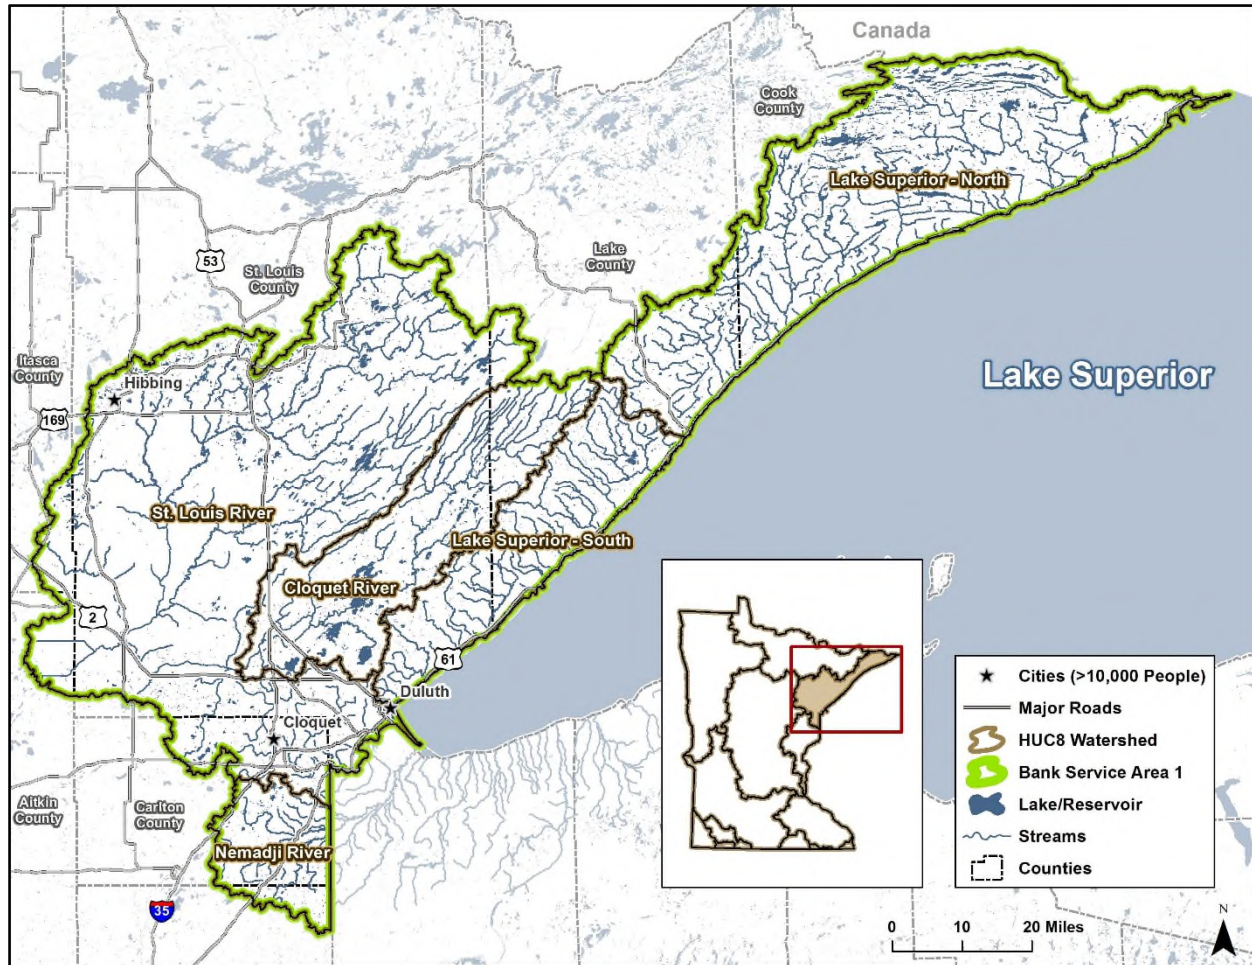 Canada
Cook
County
Lake Superior - North
Lake
County
53
St. Louis
County
Itasca
County
Hibbing
169
Lake Superior
St. Louis River
Lake Superior - South
Cloquet River
2
61
Duluth
Cloquet
Aitkin
County
Carlton
County
Nemadji River
35
Cities (>10,000 People)
Major Roads
HUC8 Watershed
Bank Service Area 1
Lake/Reservoir
Streams
Counties
0 10 20 Miles
N